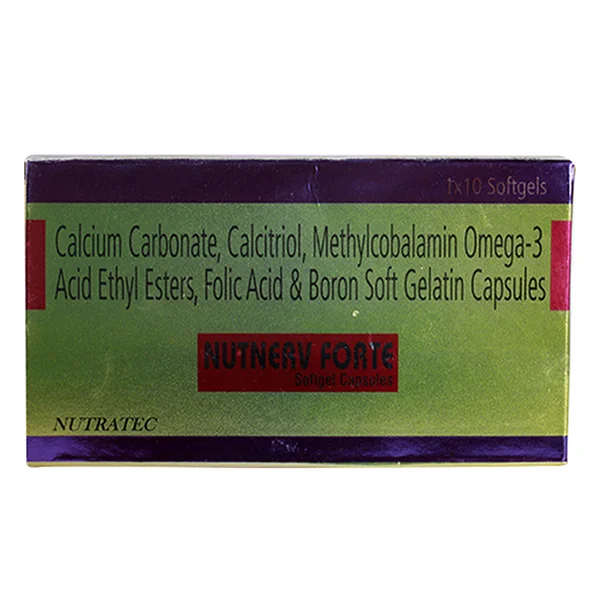 1x10 Softgels
Calcium Carbonate, Calcitriol, Methylcobalamin Omega-3
Acid Ethyl Esters, Folic Acid & Boron Soft Gelatin Capsules
NUTNERV FORTE
Softgel Capsules
NUTRATEC